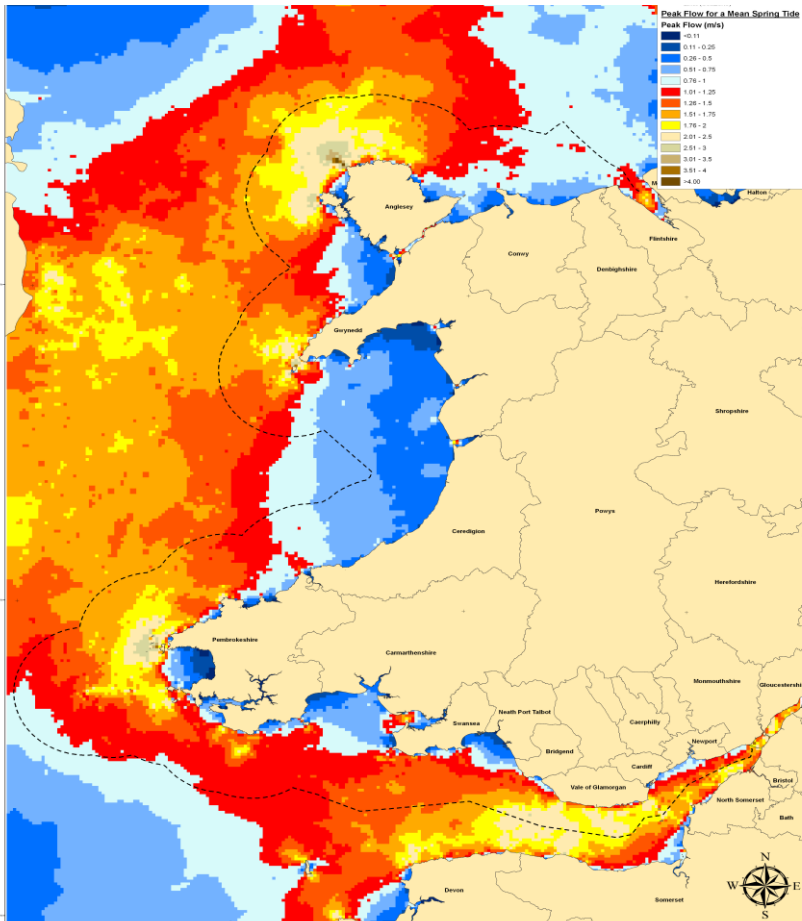 Peak Flow for a Mean Spring Tide
Peak Flow (m/s)
<0.11
0.11 - 0.25
0.26 - 0.5
0.51 - 0.75
0.76 - 1
1.01 - 1.25
1.26 - 1.5
1.51 - 1.75
1.76 - 2
2.01 - 2.5
2.51 - 3
3.01 - 3.5
3.51 - 4
>4.00
Halton
Anglesey
Flintshire
Conwy
Denbighshire
Gwynedd
Shropshire
Powys
Ceredigion
Herefordshire
Pembrokeshire
Carmarthenshire
Monmouthshire
Gloucestershi
Neath Port Talbot
Swansea
Caerphilly
Newport
Bridgend
Cardiff
Bristol
Vale of Glamorgan
North Somerset
Bath
Devon
Somerset
N
W E
S